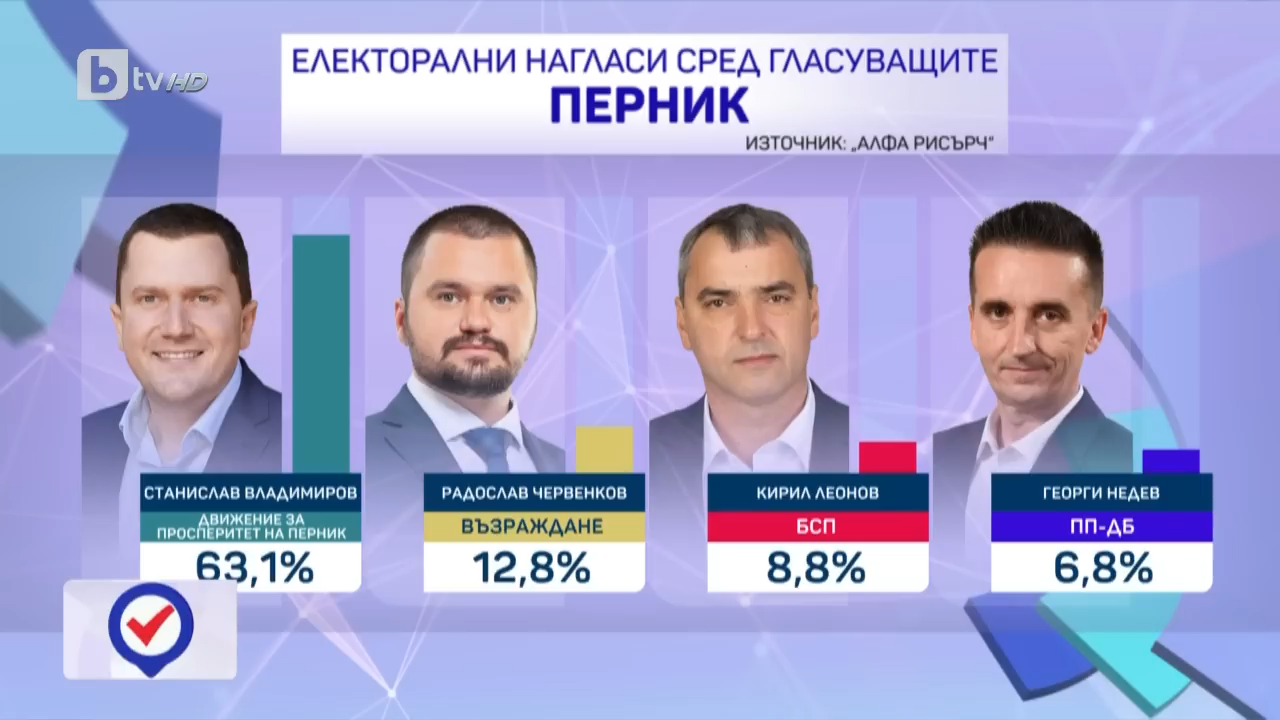 btv HD
ЕЛЕКТОРАЛНИ НАГЛАСИ СРЕД ГЛАСУВАЩИТЕ
ПЕРНИК
ИЗТОЧНИК: „АЛФА РИСЪРЧ“
СТАНИСЛАВ ВЛАДИМИРОВ
ДВИЖЕНИЕ ЗА
ПРОСПЕРИТЕТ НА ПЕРНИК
63,1%
РАДОСЛАВ ЧЕРВЕНКОВ
ВЪЗРАЖДАНЕ
12,8%
КИРИЛ ЛЕОНОВ
БСП
8,8%
ГЕОРГИ НЕДЕВ
ПП-ДБ
6,8%